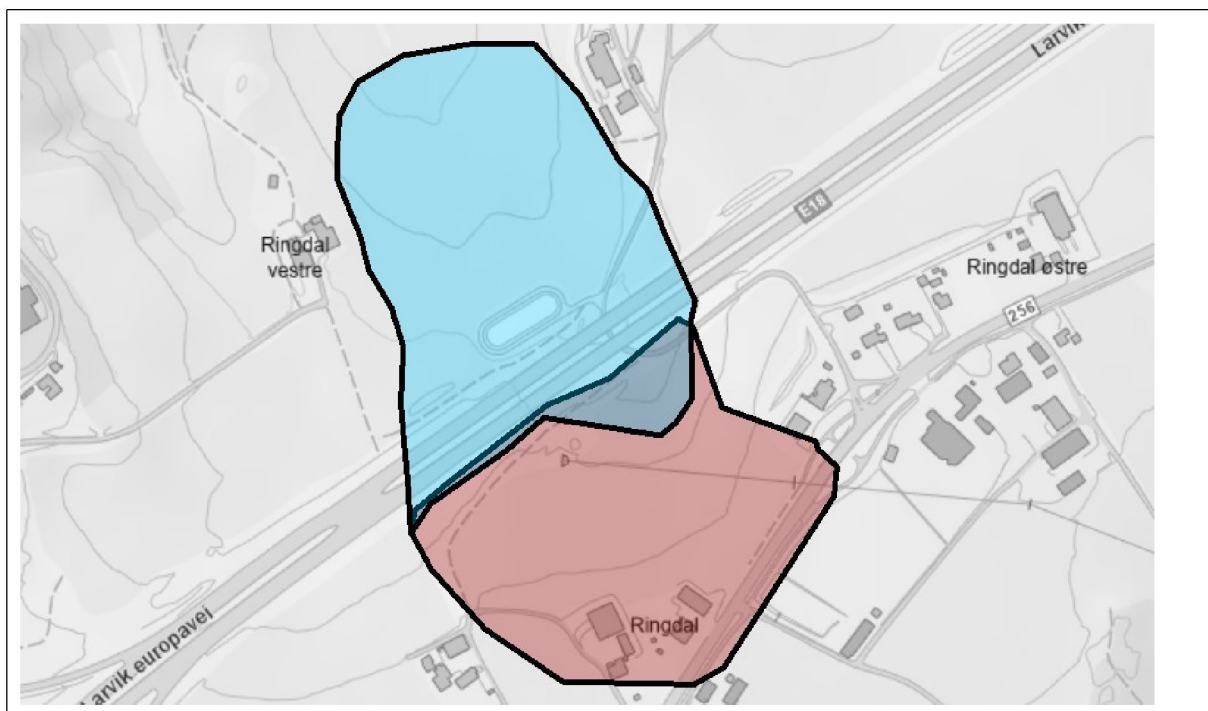 Larvik
E18
Ringdal
vestre
Ringdal østre
256
Ringdal
Larvik europavei